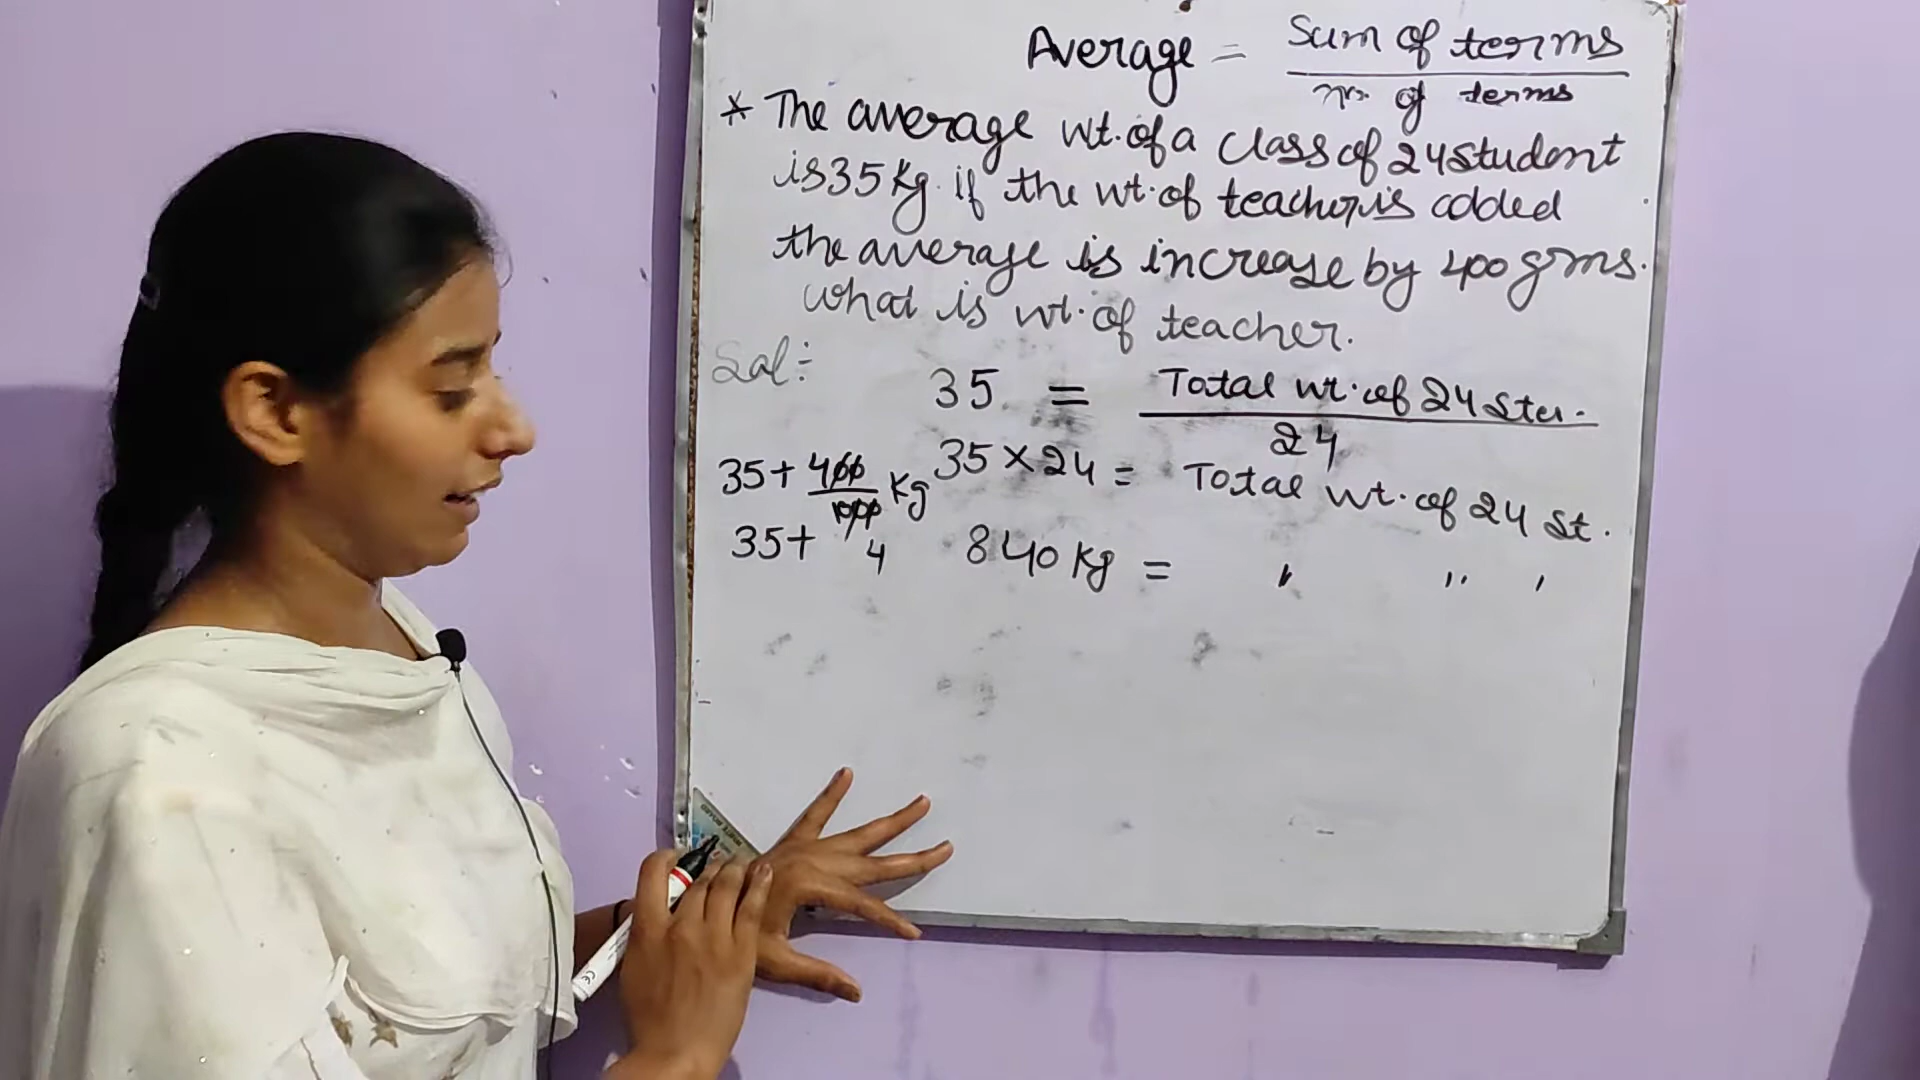 Average = Sum of terms
no. of terms
* The average wt. of a class of 24 student
is 35 Kg. if the wt. of teacher is added
the average is increase by 400 grms.
what is wt. of teacher.
Sol:-
35 = Total wt. of 24 Stu.
24
35 + 400 Kg
1000
35 × 24 = Total wt. of 24 St.
35 + 4
840 Kg = " " "